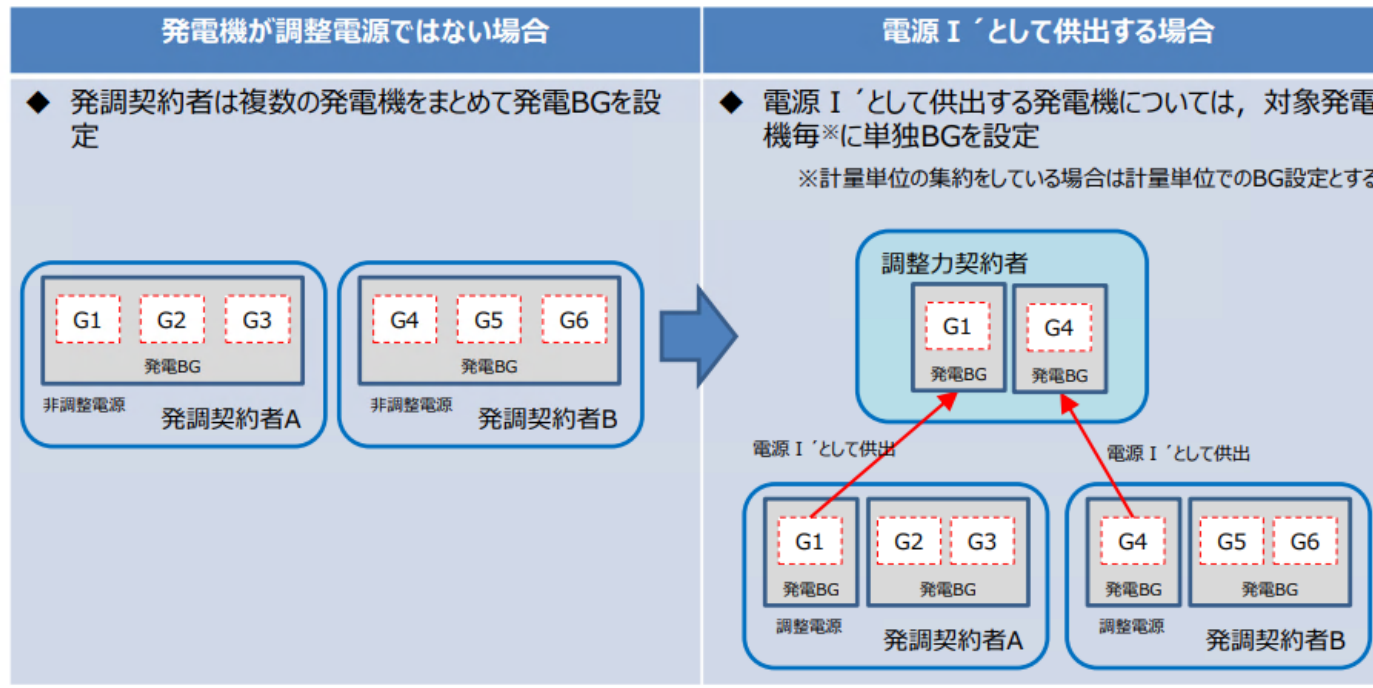 発電機が調整電源ではない場合
電源Ⅰ´として供出する場合
◆ 発調契約者は複数の発電機をまとめて発電BGを設
定
◆ 電源Ⅰ´として供出する発電機については，対象発電
機毎※に単独BGを設定
※計量単位の集約をしている場合は計量単位でのBG設定とする
調整力契約者
G1 G4
発電BG 発電BG
G1 G2 G3
発電BG
非調整電源
発調契約者A
G4 G5 G6
発電BG
非調整電源
発調契約者B
電源Ⅰ´として供出
電源Ⅰ´として供出
G1 G2 G3
発電BG 発電BG
調整電源
発調契約者A
G4 G5 G6
発電BG 発電BG
調整電源
発調契約者B